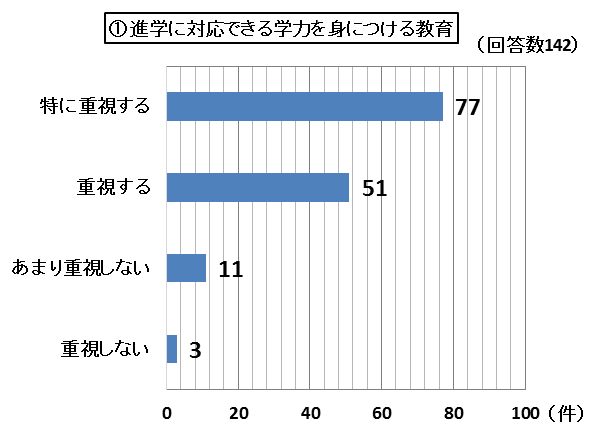 ①進学に対応できる学力を身につける教育
（回答数142）
特に重視する 77
重視する 51
あまり重視しない 11
重視しない 3
0 20 40 60 80 100（件）